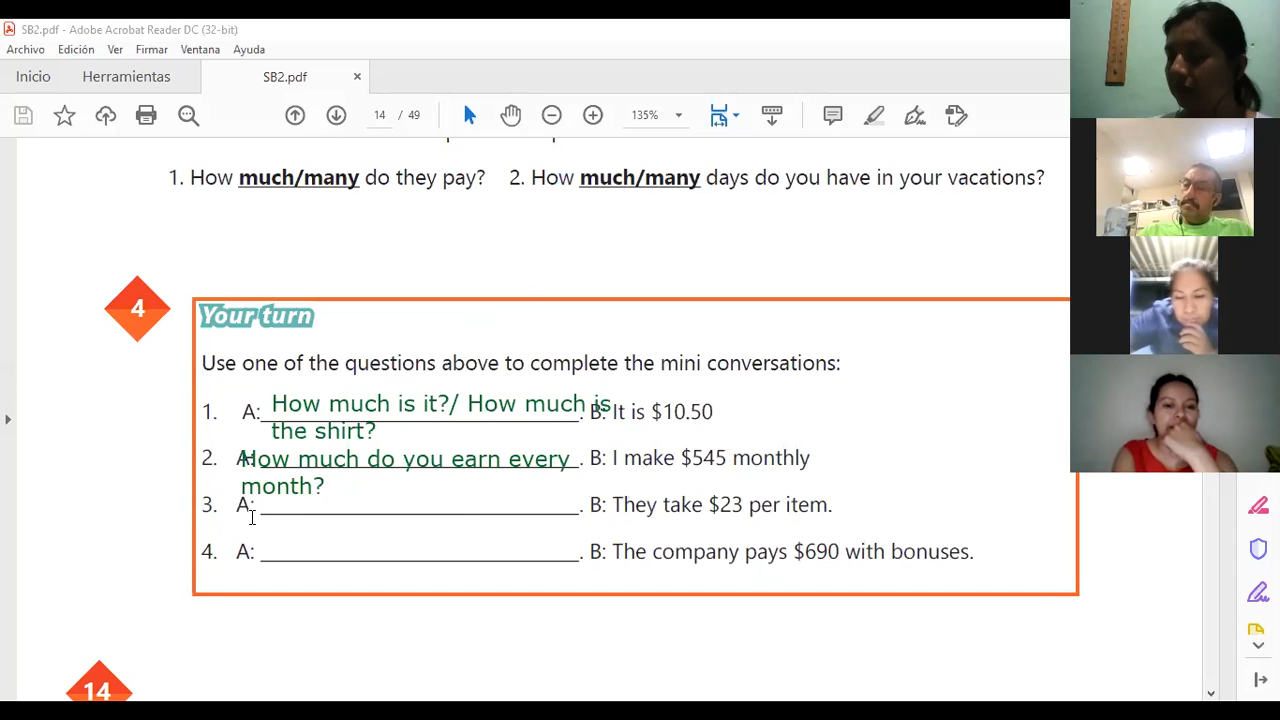 SB2.pdf - Adobe Acrobat Reader DC (32-bit)
Archivo Edición Ver Firmar Ventana Ayuda
Inicio Herramientas SB2.pdf ×
14 / 49 135%
1. How much/many do they pay? 2. How much/many days do you have in your vacations?
4
Your turn
Use one of the questions above to complete the mini conversations:
1. A: How much is it?/ How much is the shirt? . B: It is $10.50
2. A: How much do you earn every month? . B: I make $545 monthly
3. A: ______________________________. B: They take $23 per item.
4. A: ______________________________. B: The company pays $690 with bonuses.
14